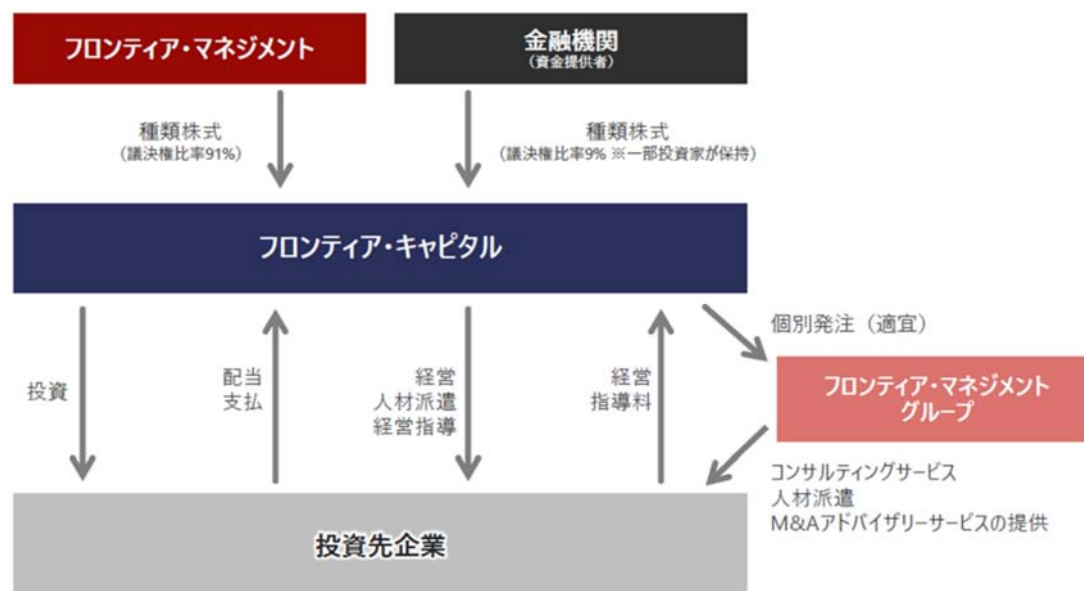 フロンティア・マネジメント
金融機関
（資金提供者）
種類株式
（議決権比率91%）
種類株式
（議決権比率9% ※一部投資家が保持）
フロンティア・キャピタル
投資
配当
支払
経営
人材派遣
経営指導
経営
指導料
個別発注（適宜）
フロンティア・マネジメント
グループ
コンサルティングサービス
人材派遣
M&Aアドバイザリーサービスの提供
投資先企業